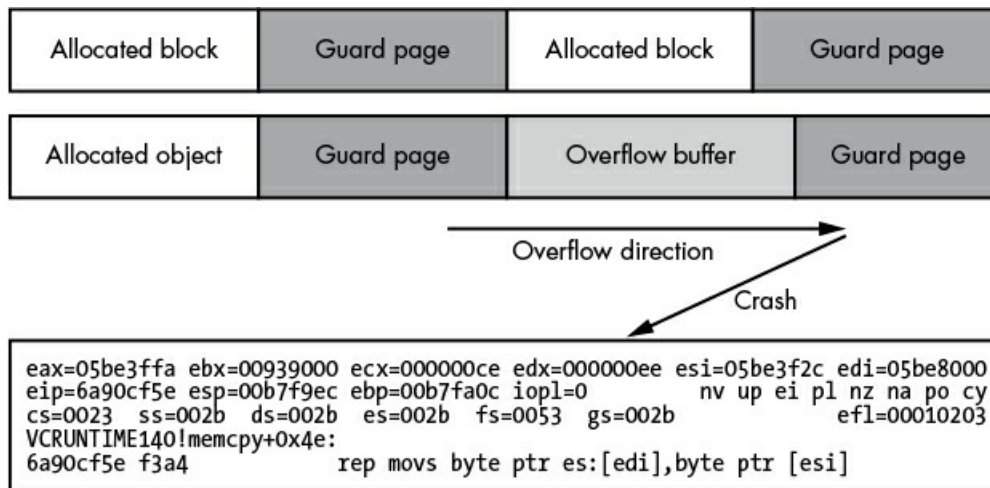 Allocated block Guard page Allocated block Guard page
Allocated object Guard page Overflow buffer Guard page
Overflow direction
Crash
eax=05be3ffa ebx=00939000 ecx=000000ce edx=000000ee esi=05be3f2c edi=05be8000
eip=6a90cf5e esp=00b7f9ec ebp=00b7fa0c iopl=0 nv up ei pl nz na po cy
cs=0023 ss=002b ds=002b es=002b fs=0053 gs=002b efl=00010203
VCRUNTIME140!memcpy+0x4e:
6a90cf5e f3a4 rep movs byte ptr es:[edi],byte ptr [esi]